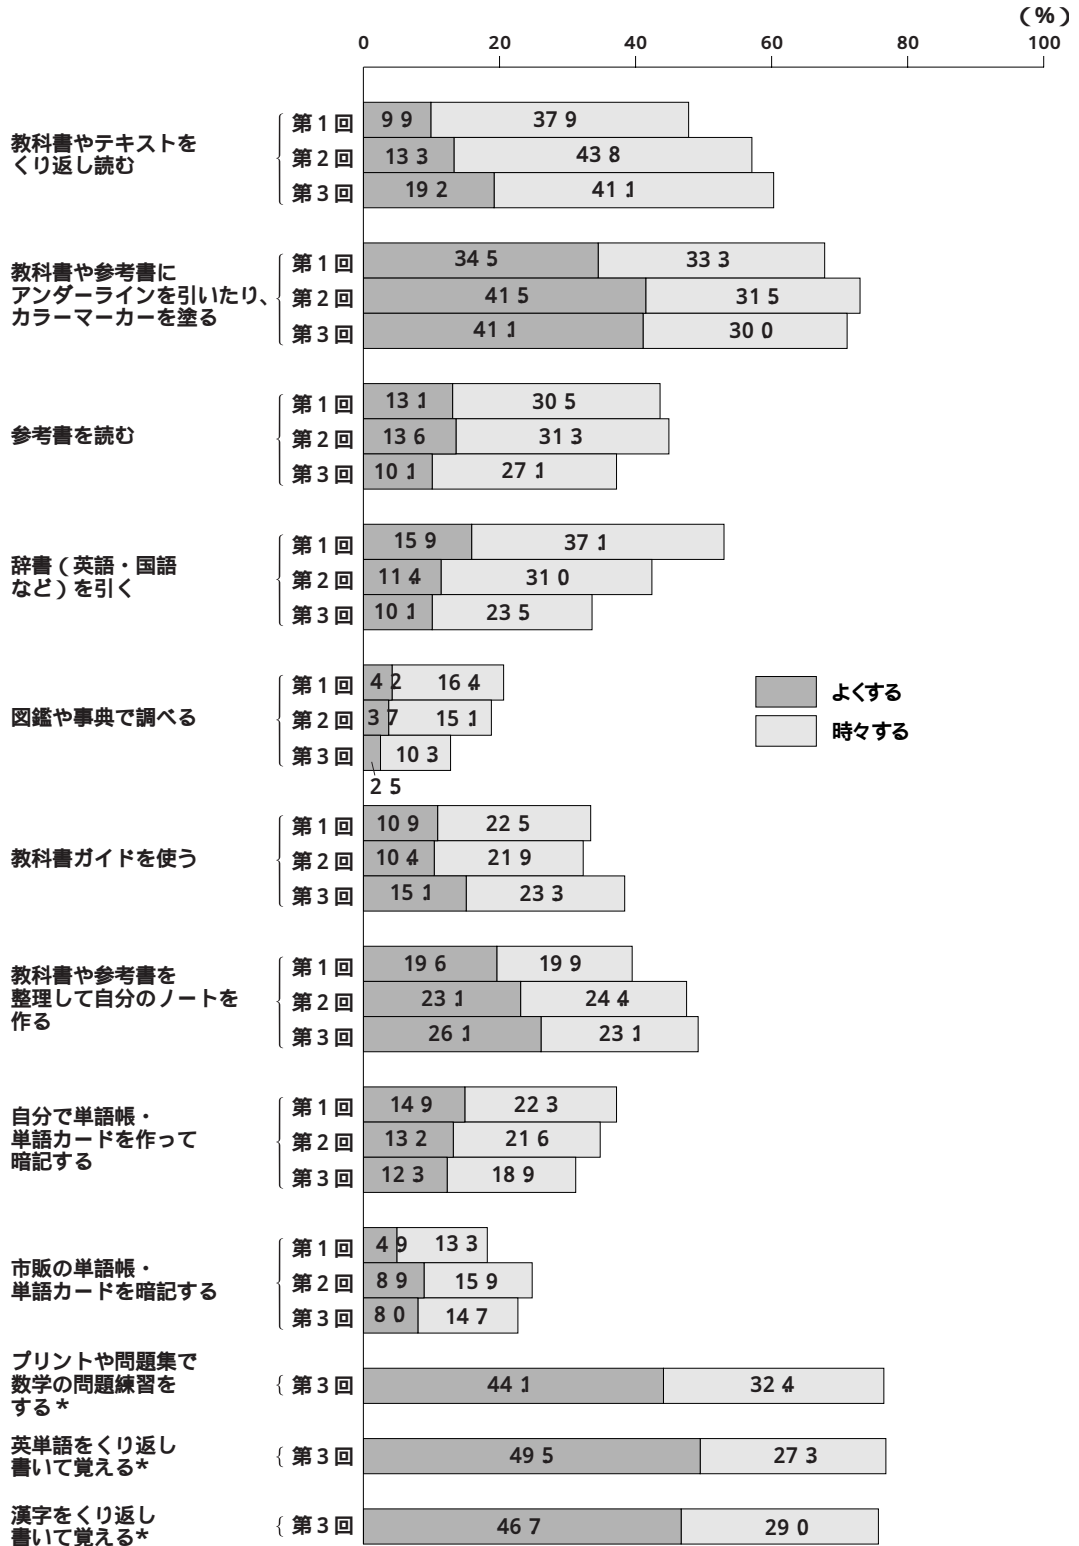 （%）
0 20 40 60 80 100
教科書やテキストを
くり返し読む
第1回 9 9 37 9
第2回 13 3 43 8
第3回 19 2 41 1
教科書や参考書に
アンダーラインを引いたり、
カラーマーカーを塗る
第1回 34 5 33 3
第2回 41 5 31 5
第3回 41 1 30 0
参考書を読む
第1回 13 1 30 5
第2回 13 6 31 3
第3回 10 1 27 1
辞書（英語・国語
など）を引く
第1回 15 9 37 1
第2回 11 4 31 0
第3回 10 1 23 5
図鑑や事典で調べる
第1回 4 2 16 4
第2回 3 7 15 1
第3回 10 3
2 5
よくする
時々する
教科書ガイドを使う
第1回 10 9 22 5
第2回 10 4 21 9
第3回 15 1 23 3
教科書や参考書を
整理して自分のノートを
作る
第1回 19 6 19 9
第2回 23 1 24 4
第3回 26 1 23 1
自分で単語帳・
単語カードを作って
暗記する
第1回 14 9 22 3
第2回 13 2 21 6
第3回 12 3 18 9
市販の単語帳・
単語カードを暗記する
第1回 4 9 13 3
第2回 8 9 15 9
第3回 8 0 14 7
プリントや問題集で
数学の問題練習を
する*
第3回 44 1 32 4
英単語をくり返し
書いて覚える*
第3回 49 5 27 3
漢字をくり返し
書いて覚える*
第3回 46 7 29 0